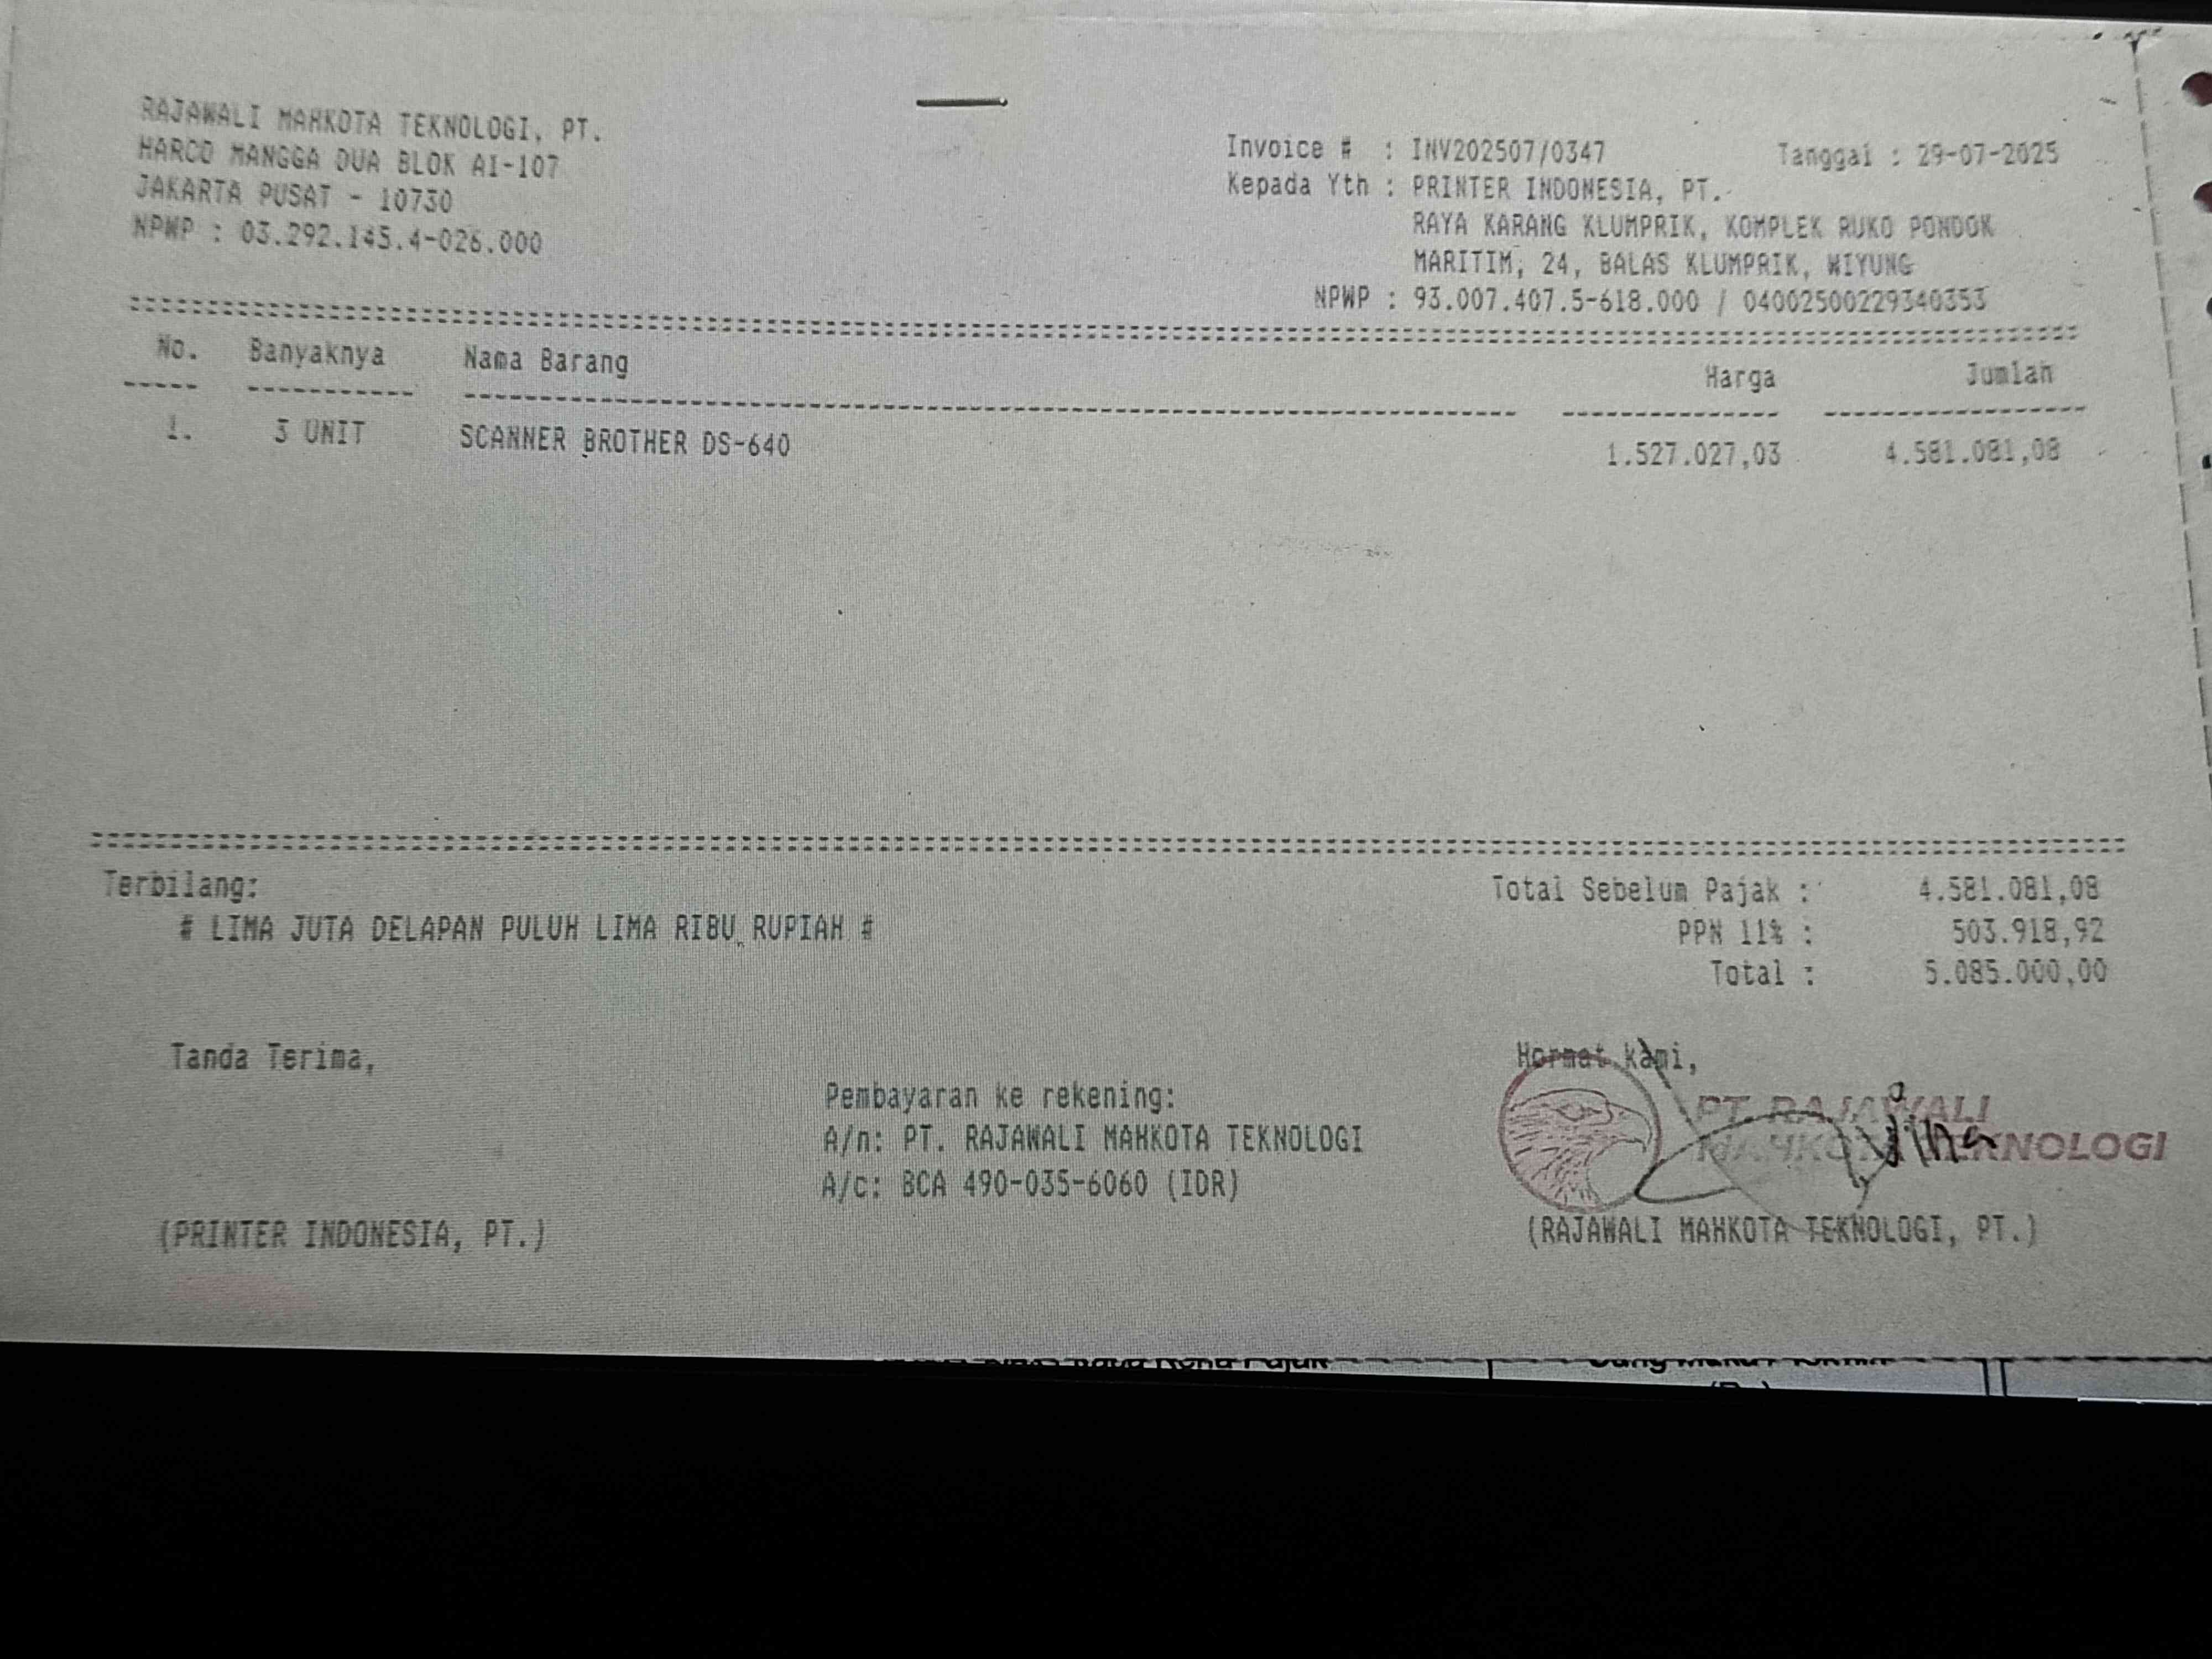 RAJAWALI MAHKOTA TEKNOLOGI, PT.
HARCO MANGGA DUA BLOK AI-107
JAKARTA PUSAT - 10730
NPWP : 03.292.145.4-026.000
Invoice # : INV202507/0347 Tanggal : 29-07-2025
Kepada Yth : PRINTER INDONESIA, PT.
RAYA KARANG KLUMPRIK, KOMPLEK RUKO PONDOK
MARITIM, 24, BALAS KLUMPRIK, WIYUNG
NPWP : 93.007.407.5-618.000 / 04002500229340353
No. Banyaknya Nama Barang Harga Jumlah
1. 3 UNIT SCANNER BROTHER DS-640 1.527.027,03 4.581.081,08
Terbilang:
# LIMA JUTA DELAPAN PULUH LIMA RIBU RUPIAH #
Total Sebelum Pajak : 4.581.081,08
PPN 11% : 503.918,92
Total : 5.085.000,00
Tanda Terima,
(PRINTER INDONESIA, PT.)
Pembayaran ke rekening:
A/n: PT. RAJAWALI MAHKOTA TEKNOLOGI
A/c: BCA 490-035-6060 (IDR)
Hormat kami,
PT. RAJAWALI
MAHKOTA TEKNOLOGI
(RAJAWALI MAHKOTA TEKNOLOGI, PT.)